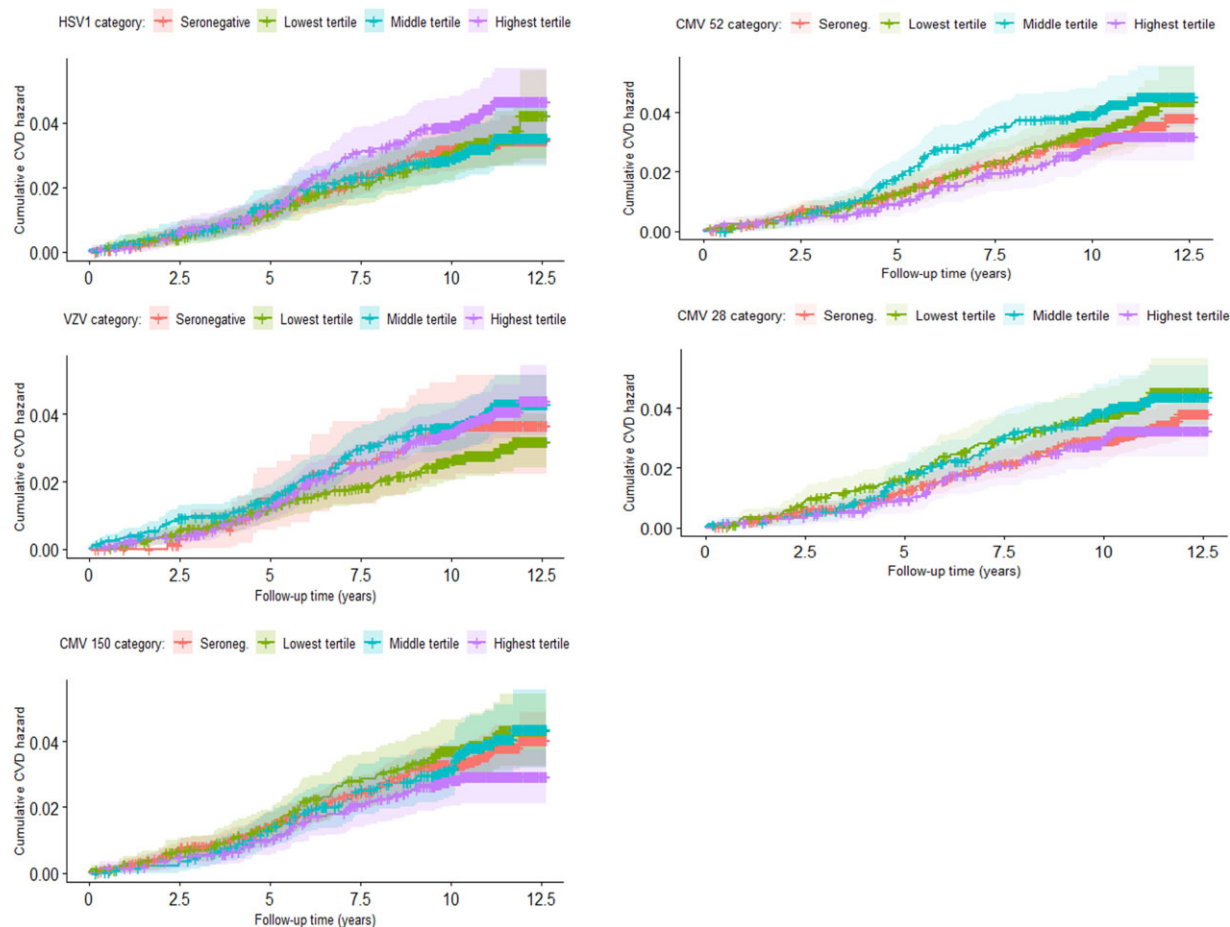 HSV1 category: Seronegative Lowest tertile Middle tertile Highest tertile
Cumulative CVD hazard
0.04
0.02
0.00
0 2.5 5 7.5 10 12.5
CMV 52 category: Seroneg. Lowest tertile Middle tertile Highest tertile
Cumulative CVD hazard
0.04
0.02
0.00
0 2.5 5 7.5 10 12.5
Follow-up time (years)
VZV category: Seronegative Lowest tertile Middle tertile Highest tertile
Cumulative CVD hazard
0.04
0.02
0.00
0 2.5 5 7.5 10 12.5
Follow-up time (years)
CMV 28 category: Seroneg. Lowest tertile Middle tertile Highest tertile
Cumulative CVD hazard
0.04
0.02
0.00
0 2.5 5 7.5 10 12.5
Follow-up time (years)
CMV 150 category: Seroneg. Lowest tertile Middle tertile Highest tertile
Cumulative CVD hazard
0.04
0.02
0.00
0 2.5 5 7.5 10 12.5
Follow-up time (years)